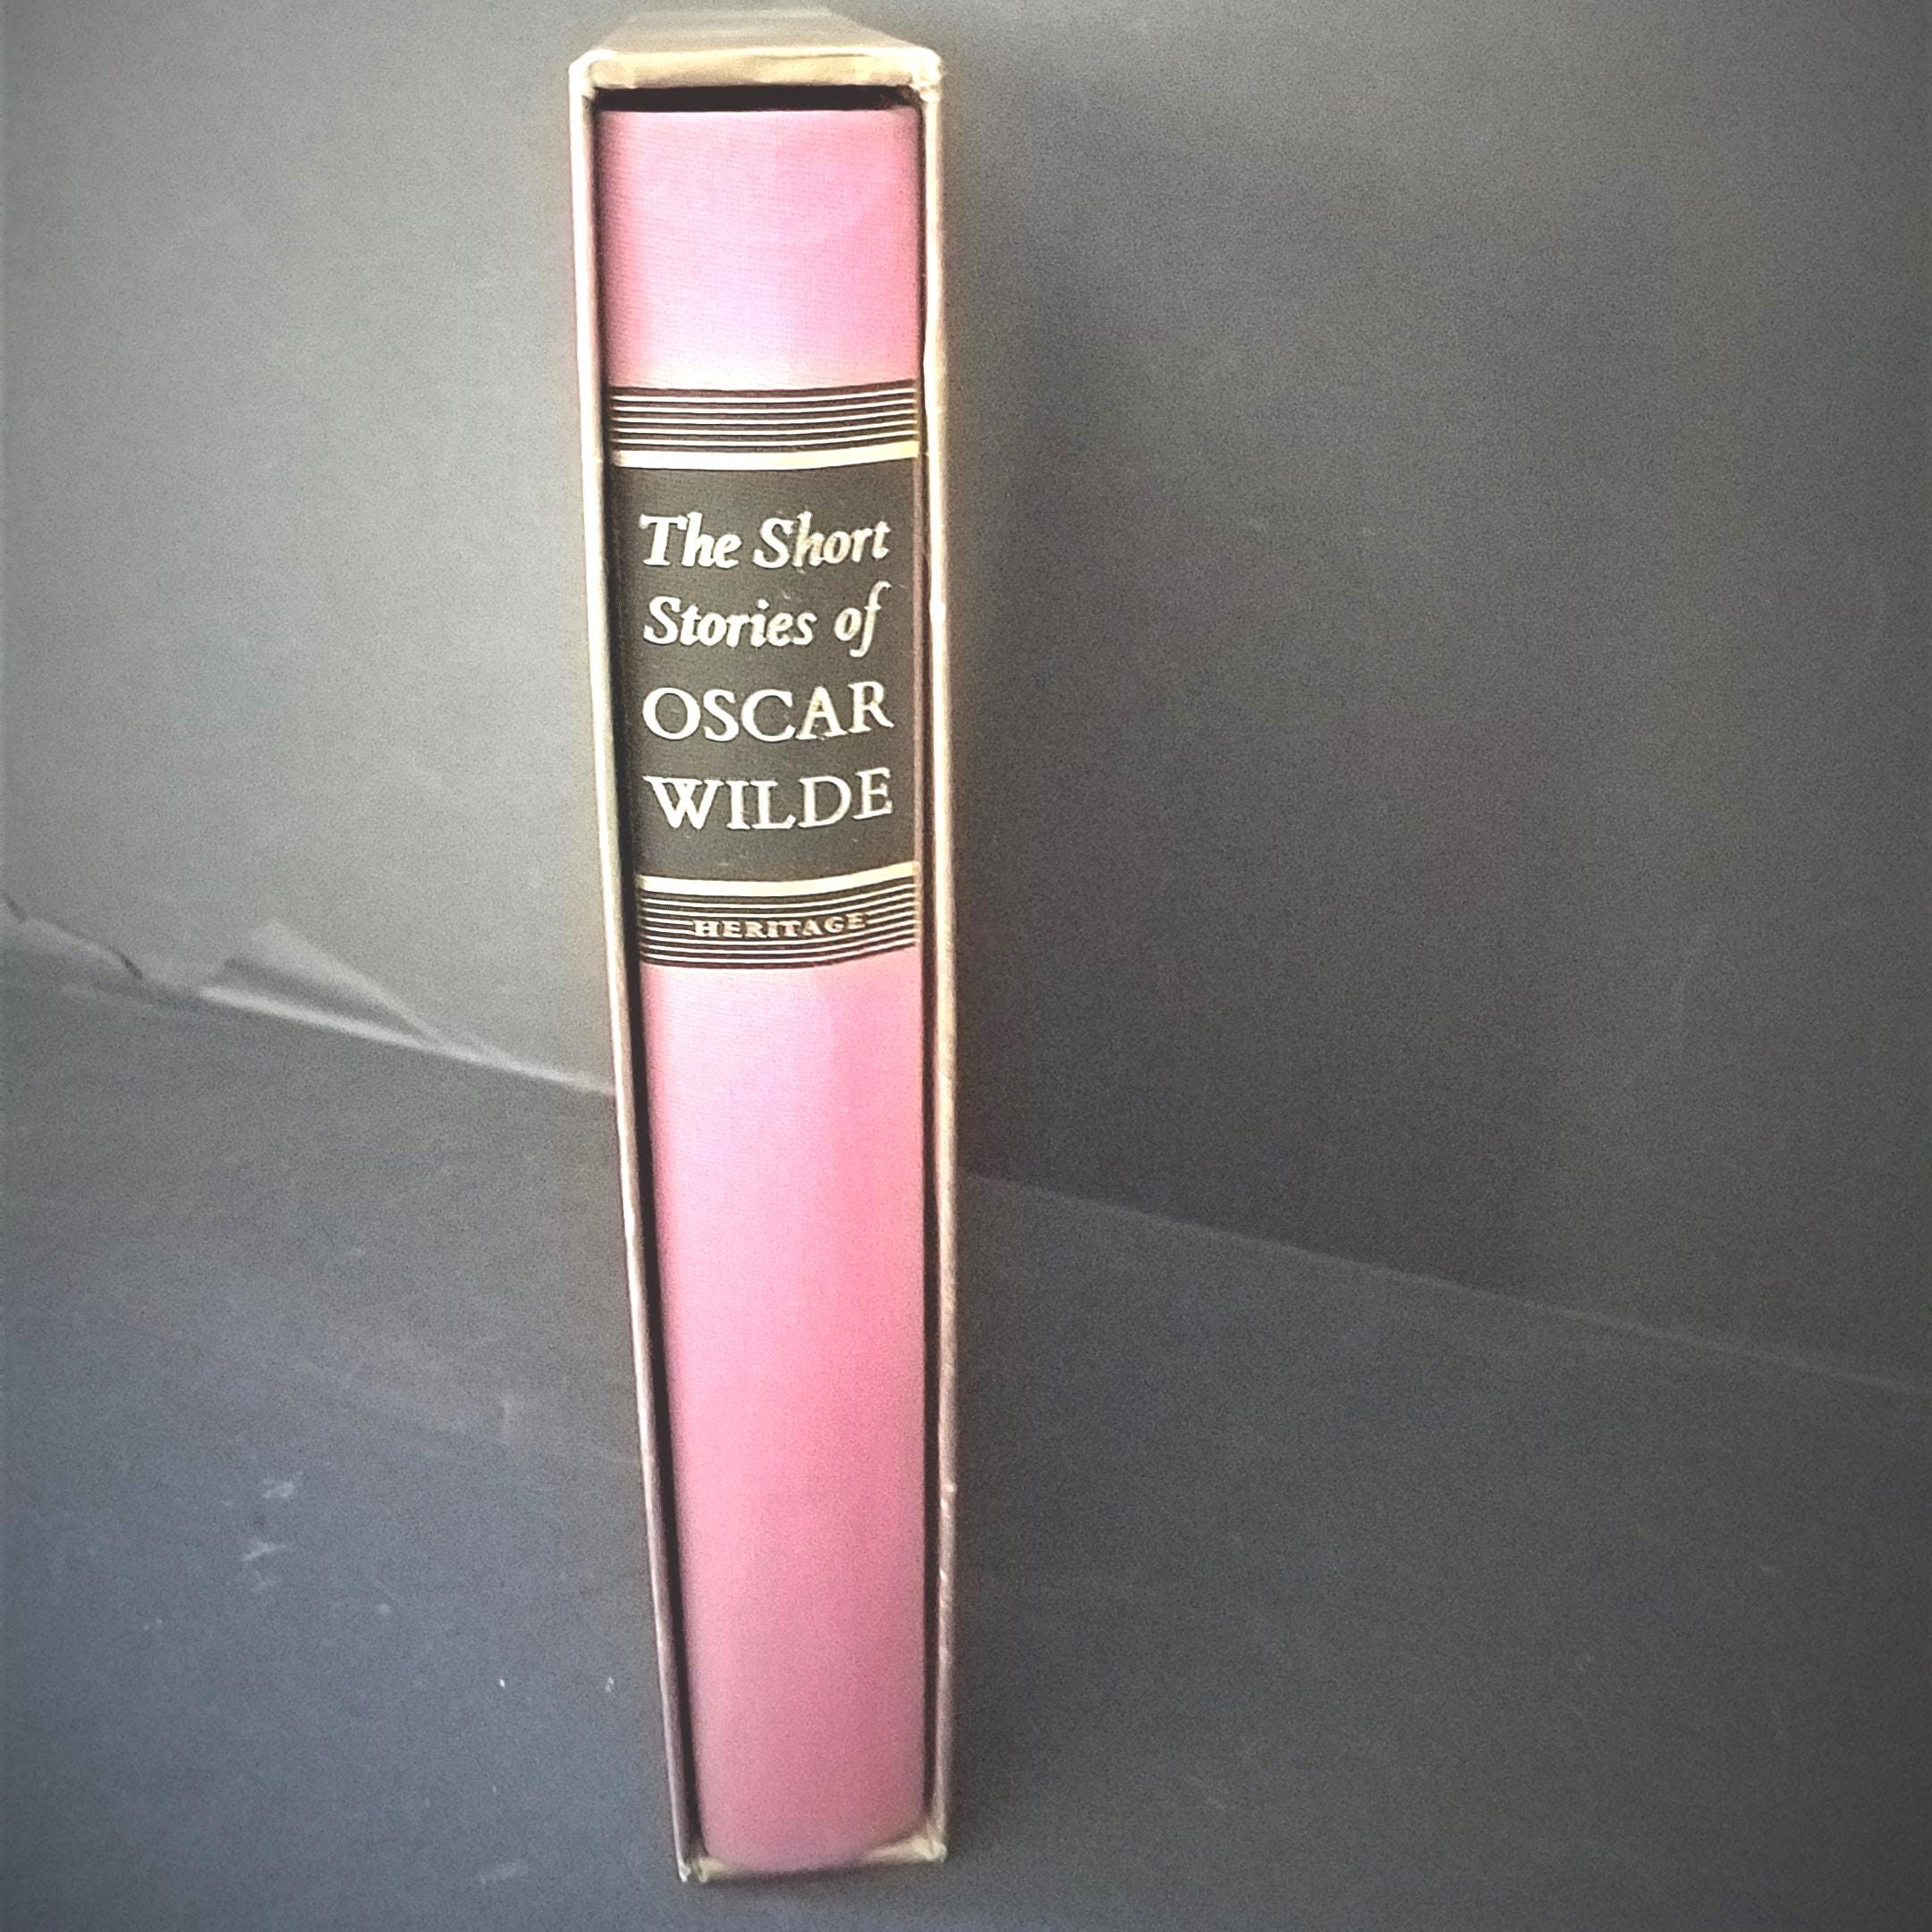 The Short
Stories of
OSCAR
WILDE
HERITAGE